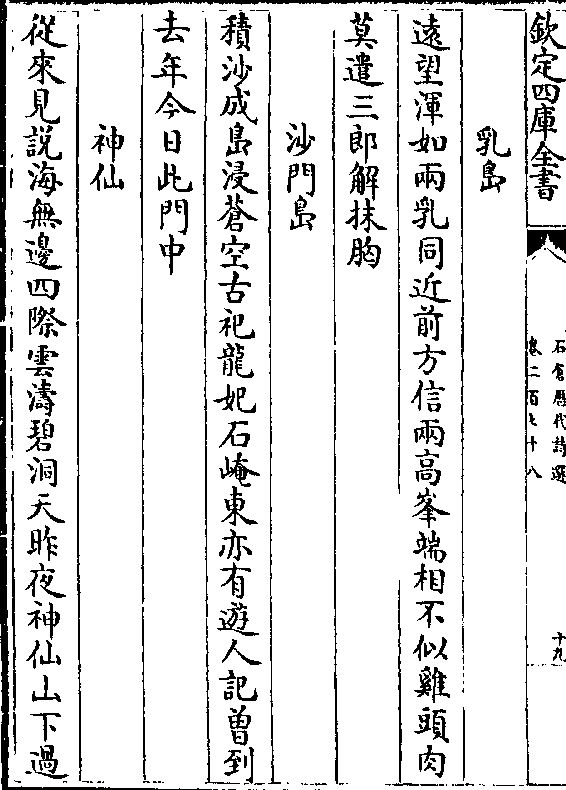 欽定四庫全書
石倉歴代詩選
卷二百七十八
十九
乳島
遠望渾如兩乳同近前方信兩高峯端相不似雞頭肉
莫遣三郎解抹胸
沙門島
積沙成島浸蒼空古祀龍妃石崦東亦有遊人記曽到
去年今日此門中
神仙
從來見説海無邊四際雲濤碧洞天昨夜神仙山下過